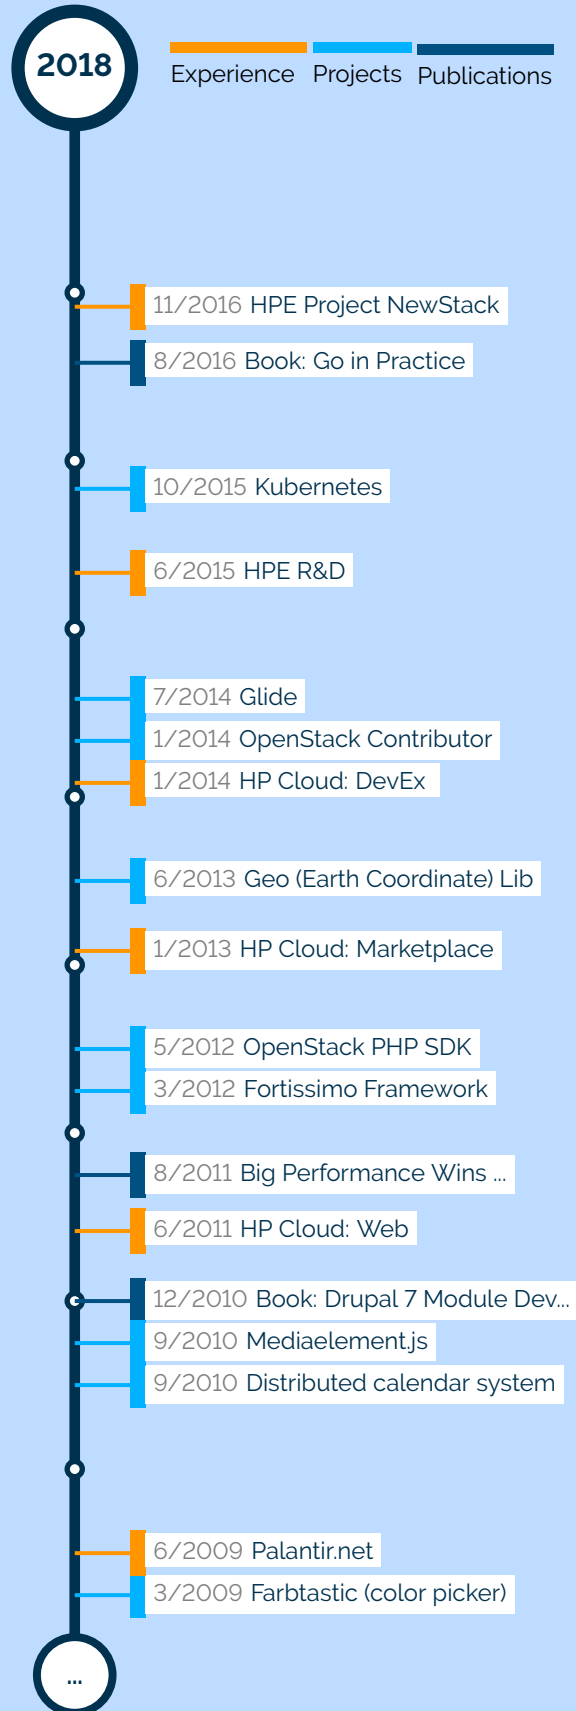 2018
Experience Projects Publications
11/2016 HPE Project NewStack
8/2016 Book: Go in Practice
10/2015 Kubernetes
6/2015 HPE R&D
7/2014 Glide
1/2014 OpenStack Contributor
1/2014 HP Cloud: DevEx
6/2013 Geo (Earth Coordinate) Lib
1/2013 HP Cloud: Marketplace
5/2012 OpenStack PHP SDK
3/2012 Fortissimo Framework
8/2011 Big Performance Wins ...
6/2011 HP Cloud: Web
12/2010 Book: Drupal 7 Module Dev...
9/2010 Mediaelement.js
9/2010 Distributed calendar system
6/2009 Palantir.net
3/2009 Farbtastic (color picker)
...